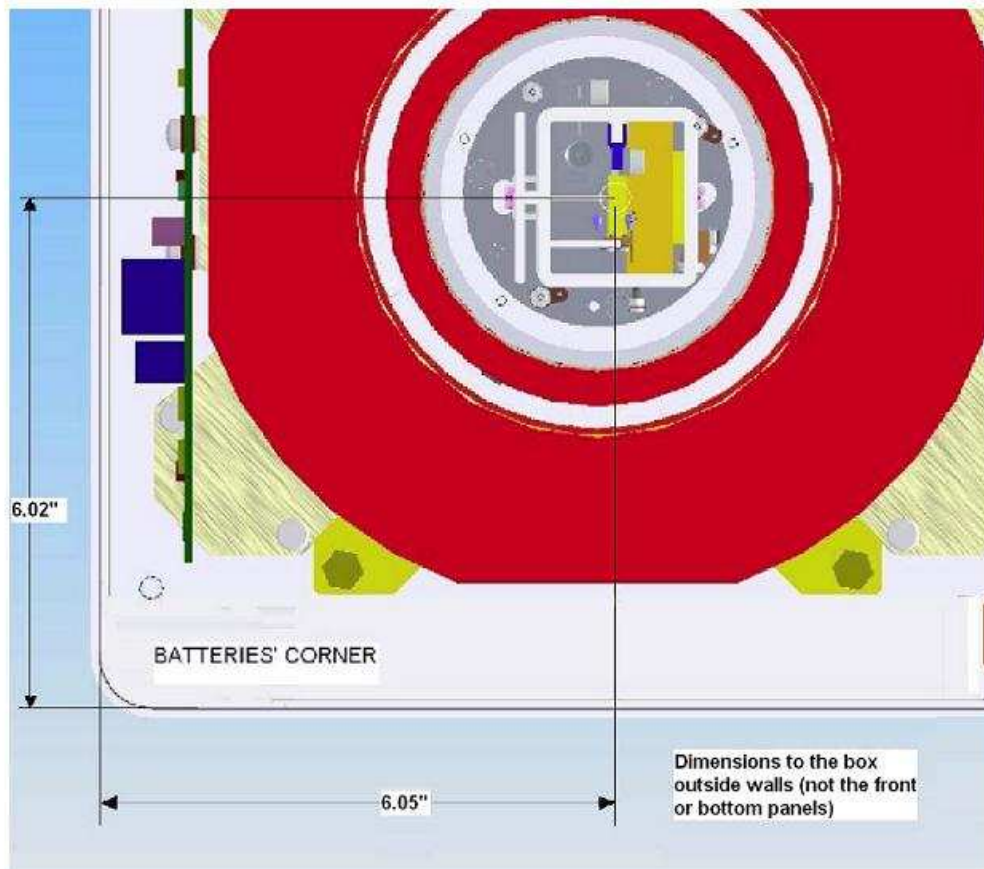 6.02"
BATTERIES' CORNER
6.05"
Dimensions to the box
outside walls (not the front
or bottom panels)